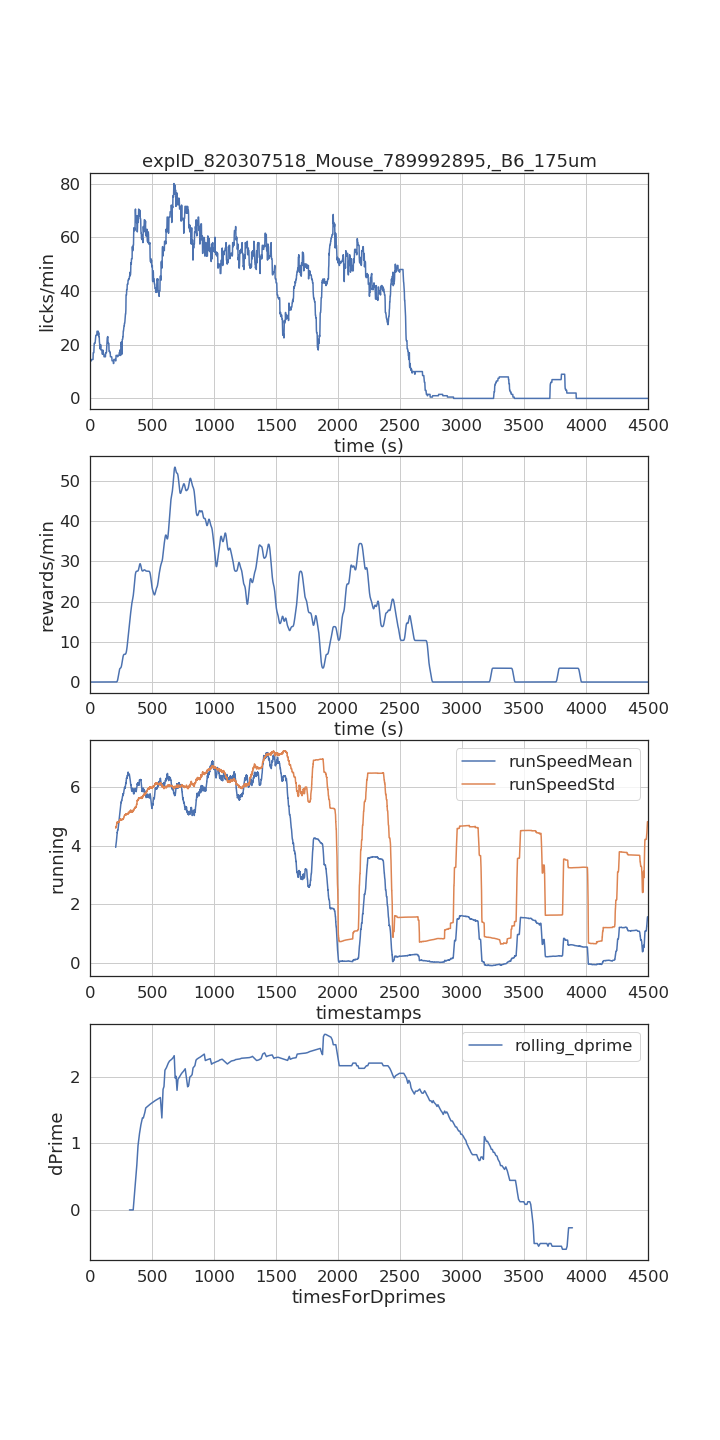 expID_820307518_Mouse_789992895,_B6_175um
80
60
40
20
0
licks/min
0 500 1000 1500 2000 2500 3000 3500 4000 4500
time (s)
50
40
30
20
10
0
rewards/min
0 500 1000 1500 2000 2500 3000 3500 4000 4500
time (s)
runSpeedMean
runSpeedStd
6
4
2
0
running
0 500 1000 1500 2000 2500 3000 3500 4000 4500
timestamps
rolling_dprime
2
1
0
dPrime
0 500 1000 1500 2000 2500 3000 3500 4000 4500
timesForDprimes